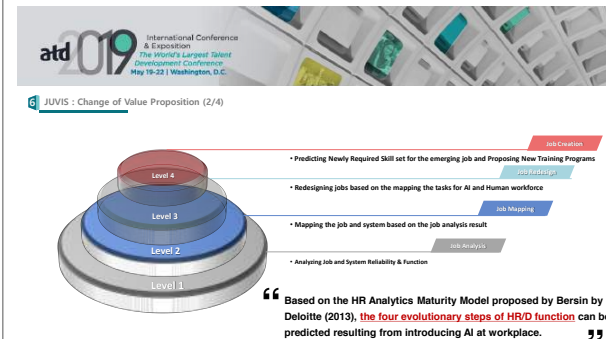 atd 2019
International Conference
& Exposition
The World's Largest Talent
Development Conference
May 19-22 | Washington, D.C.
6 JUVIS : Change of Value Proposition (2/4)
Job Creation
• Predicting Newly Required Skill set for the emerging job and Proposing New Training Programs
Level 4
Job Redesign
• Redesigning jobs based on the mapping the tasks for AI and Human workforce
Level 3
Job Mapping
• Mapping the job and system based on the job analysis result
Level 2
Job Analysis
• Analyzing Job and System Reliability & Function
Level 1
“ Based on the HR Analytics Maturity Model proposed by Bersin by
Deloitte (2013), the four evolutionary steps of HR/D function can be
predicted resulting from introducing AI at workplace. ”